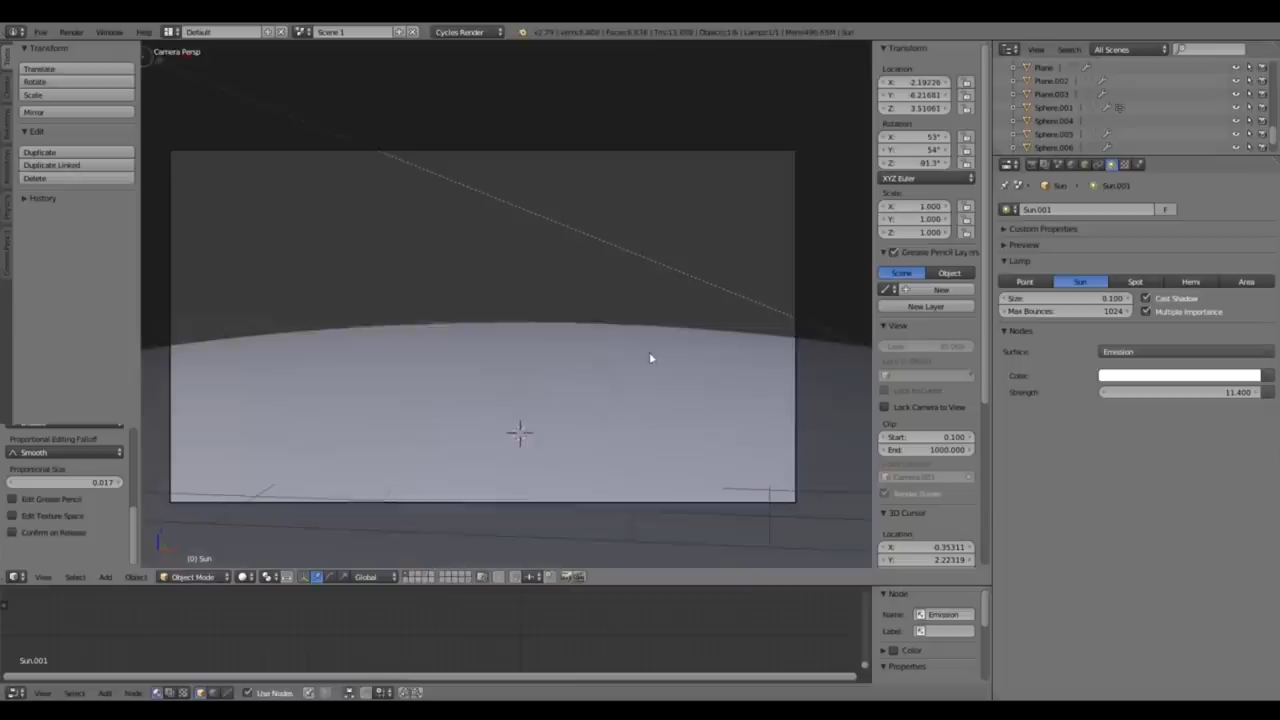 File Render Window Help Default Scene 1 Cycles Render v2.79
Transform
Translate
Rotate
Scale
Mirror
Edit
Duplicate
Duplicate Linked
Delete
History
Proportional Editing Falloff
Smooth
Proportional Size
0.017
Edit Grease Pencil
Edit Texture Space
Confirm on Release
Camera Persp
(0) Sun
View Select Add Object Object Mode Global
Sun.001
View Select Add Node Use Nodes
Transform
Location
X: -2.19226
Y: -6.21681
Z: 3.51061
Rotation:
X: 53°
Y: 54°
Z: -91.3°
XYZ Euler
Scale:
X: 1.000
Y: 1.000
Z: 1.000
Grease Pencil Layers
Scene Object
New
New Layer
View
Lock Camera to View
Clip:
Start: 0.100
End: 1000.000
3D Cursor
Location:
X: -0.35311
Y: 2.22319
Node
Name: Emission
Label:
Color
Properties
View Search All Scenes
Plane
Plane.002
Plane.003
Sphere.001
Sphere.004
Sphere.005
Sphere.006
Sun Sun.001
Sun.001 F
Custom Properties
Preview
Lamp
Point Sun Spot Hemi Area
Size: 0.100 Cast Shadow
Max Bounces: 1024 Multiple Importance
Nodes
Surface: Emission
Color:
Strength: 11.400